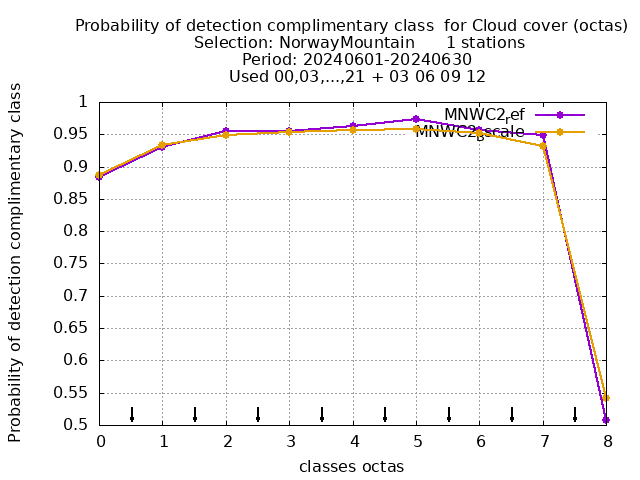 Probability of detection complimentary class  for Cloud cover (octas)
Selection: NorwayMountain      1 stations
Period: 20240601-20240630
Used 00,03,...,21 + 03 06 09 12
Probability of detection complimentary class
1
0.95
0.9
0.85
0.8
0.75
0.7
0.65
0.6
0.55
0.5
MNWC2ref
MNWC2Bscale
0 1 2 3 4 5 6 7 8
classes octas